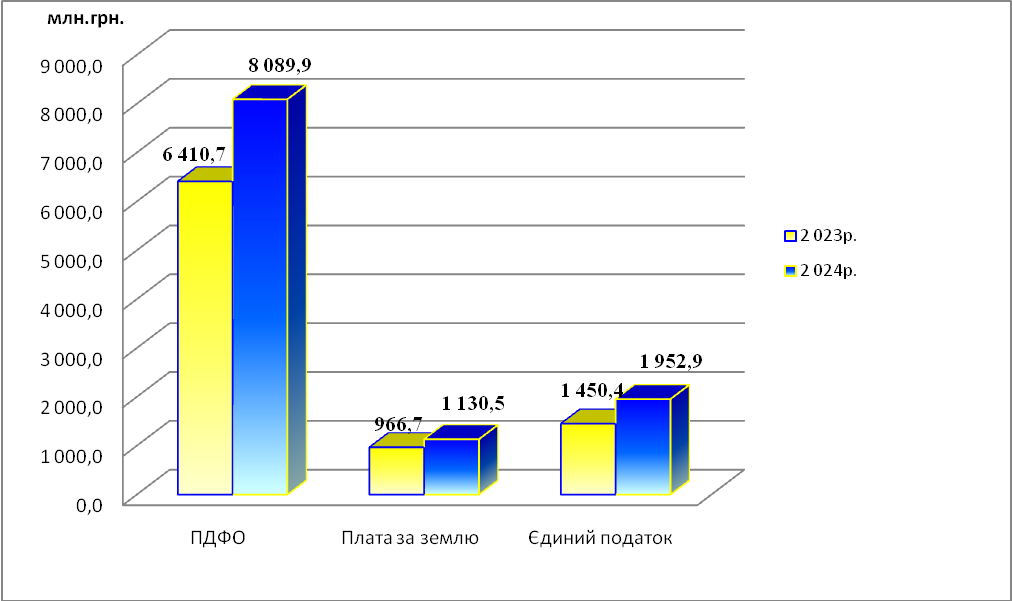 млн.грн.
9 000,0
8 000,0
7 000,0
6 000,0
5 000,0
4 000,0
3 000,0
2 000,0
1 000,0
0,0
6 410,7
8 089,9
966,7
1 130,5
1 450,4
1 952,9
ПДФО
Плата за землю
Єдиний податок
2 023р.
2 024р.